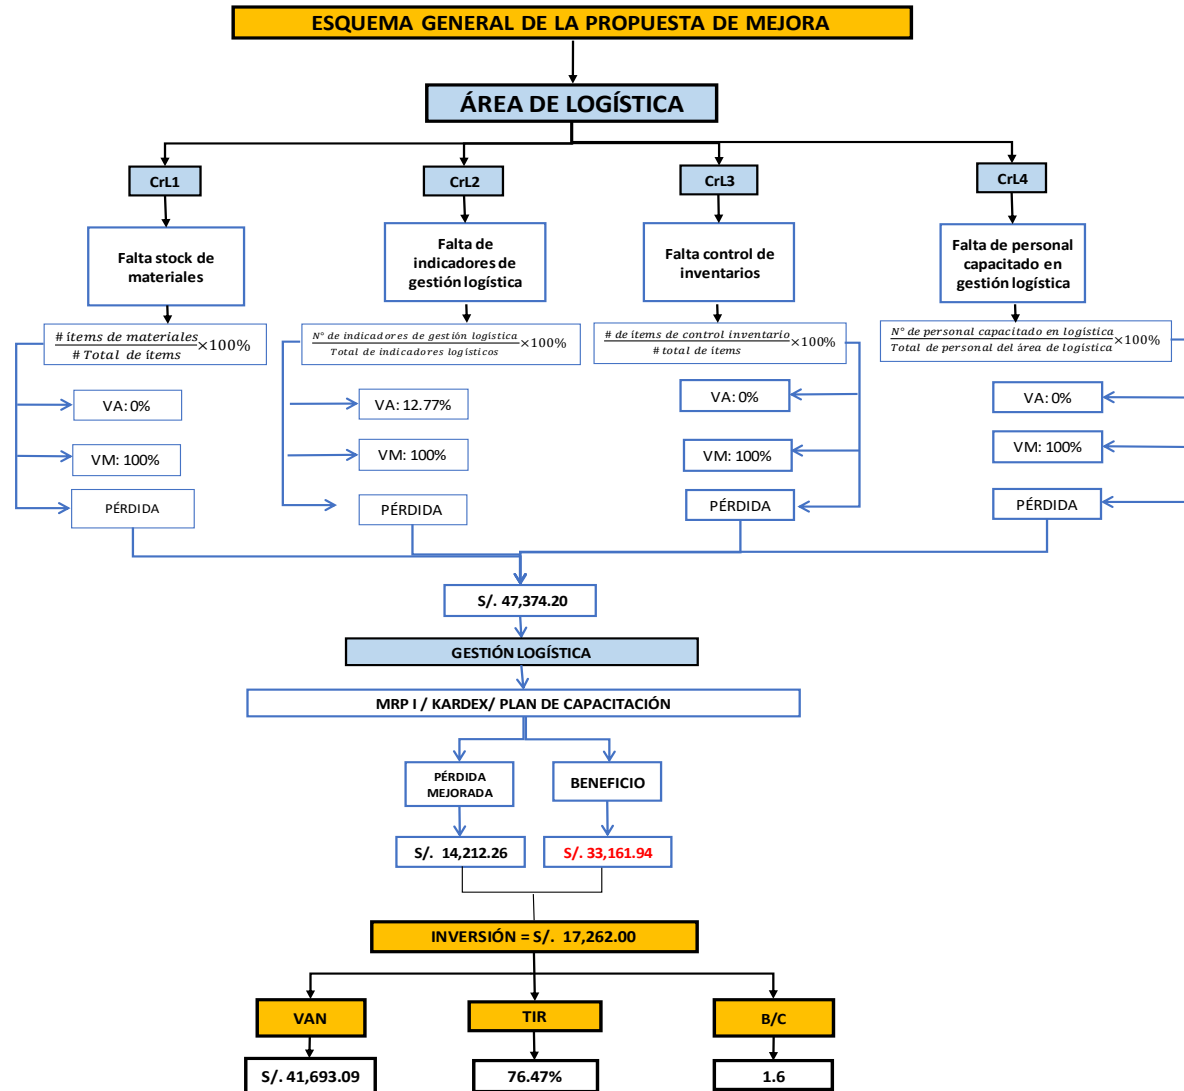 ESQUEMA GENERAL DE LA PROPUESTA DE MEJORA
ÁREA DE LOGÍSTICA
CrL1
CrL2
CrL3
CrL4
Falta stock de
materiales
Falta de
indicadores de
gestión logística
Falta control de
inventarios
Falta de personal
capacitado en
gestión logística
# ítems de materiales
# Total de ítems
×100%
N° de indicadores de gestión logística
Total de indicadores logísticos
×100%
# de ítems de control inventario
# total de ítems
×100%
N° de personal capacitado en logística
Total de personal del área de logística
×100%
VA: 0%
VA: 12.77%
VA: 0%
VA: 0%
VM: 100%
VM: 100%
VM: 100%
VM: 100%
PÉRDIDA
PÉRDIDA
PÉRDIDA
PÉRDIDA
S/. 47,374.20
GESTIÓN LOGÍSTICA
MRP I / KARDEX/ PLAN DE CAPACITACIÓN
PÉRDIDA
MEJORADA
BENEFICIO
S/. 14,212.26
S/. 33,161.94
INVERSIÓN = S/. 17,262.00
VAN
TIR
B/C
S/. 41,693.09
76.47%
1.6